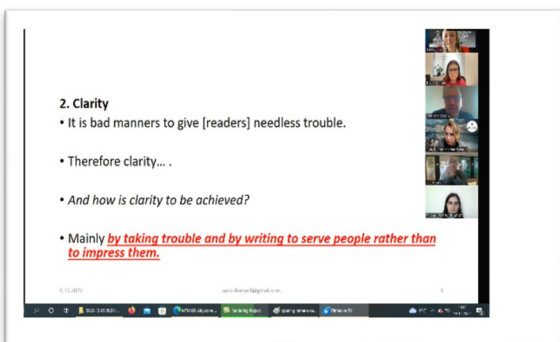 2. Clarity
• It is bad manners to give [readers] needless trouble.
• Therefore clarity... .
• And how is clarity to be achieved?
• Mainly by taking trouble and by writing to serve people rather than
to impress them.